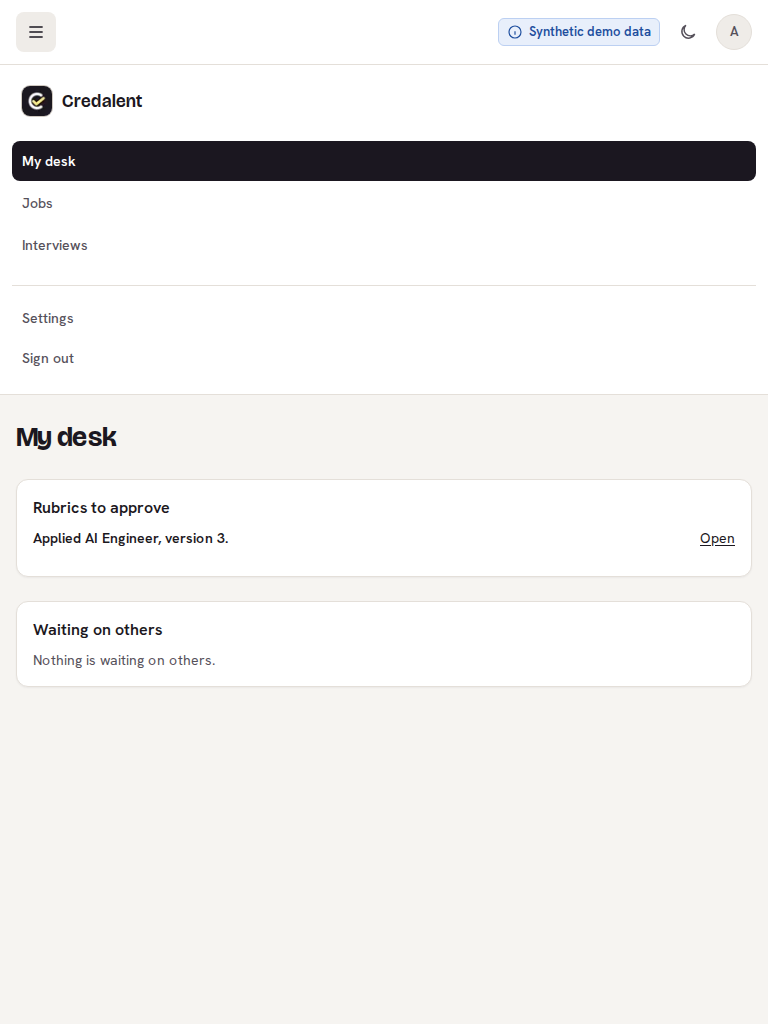 Synthetic demo data
A
Credalent
My desk
Jobs
Interviews
Settings
Sign out
My desk
Rubrics to approve
Applied AI Engineer, version 3.
Open
Waiting on others
Nothing is waiting on others.